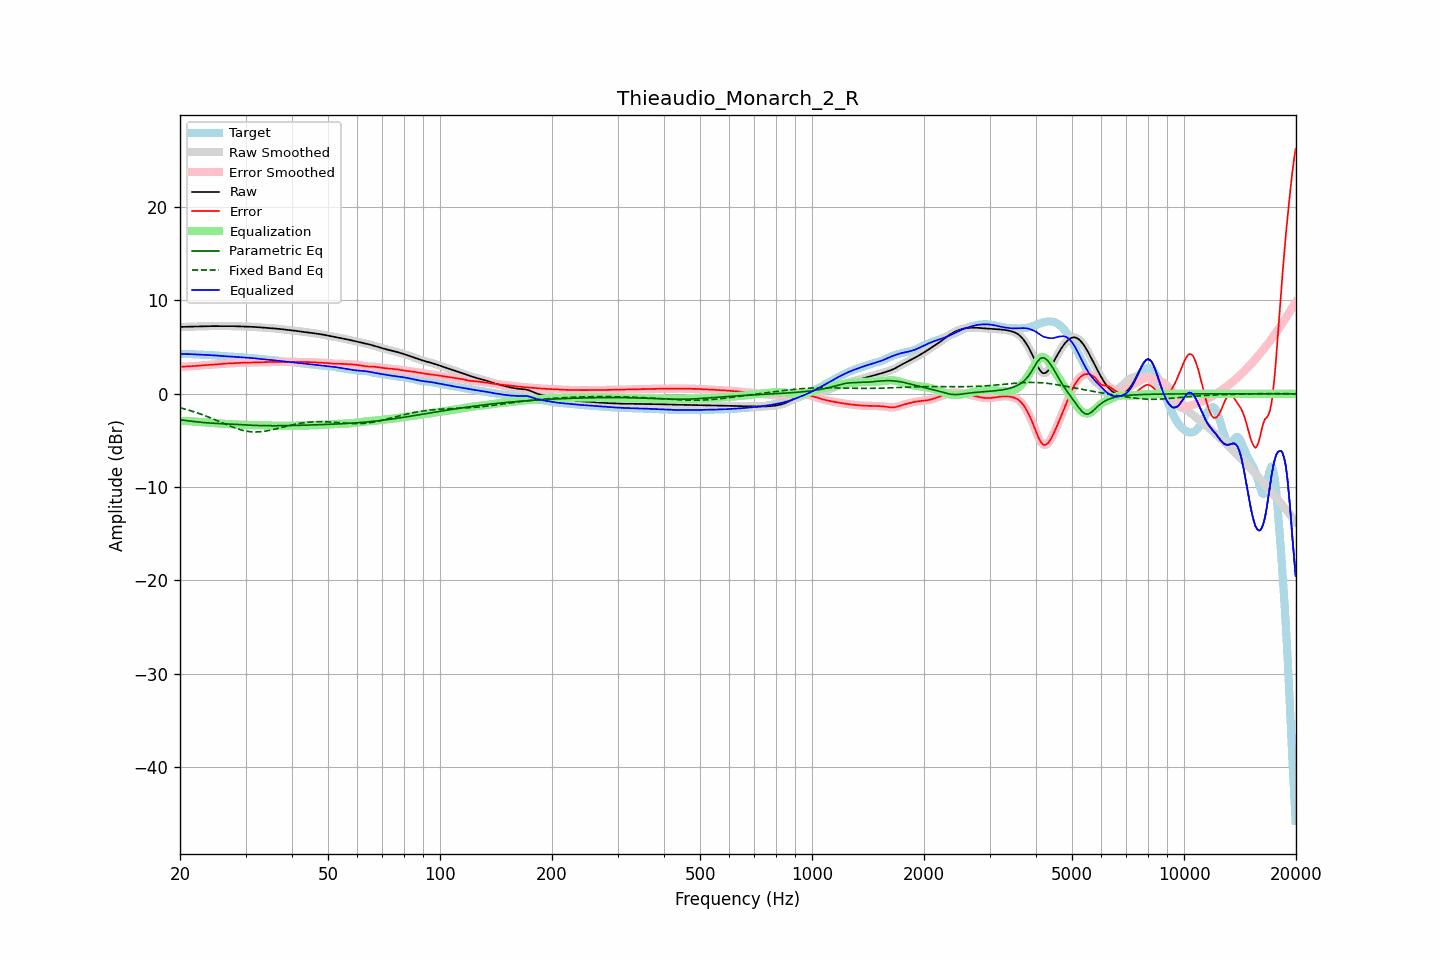 Thieaudio_Monarch_2_R
Target
Raw Smoothed
Error Smoothed
Raw
Error
Equalization
Parametric Eq
Fixed Band Eq
Equalized
20
10
0
−10
−20
−30
−40
Amplitude (dBr)
20 50 100 200 500 1000 2000 5000 10000 20000
Frequency (Hz)